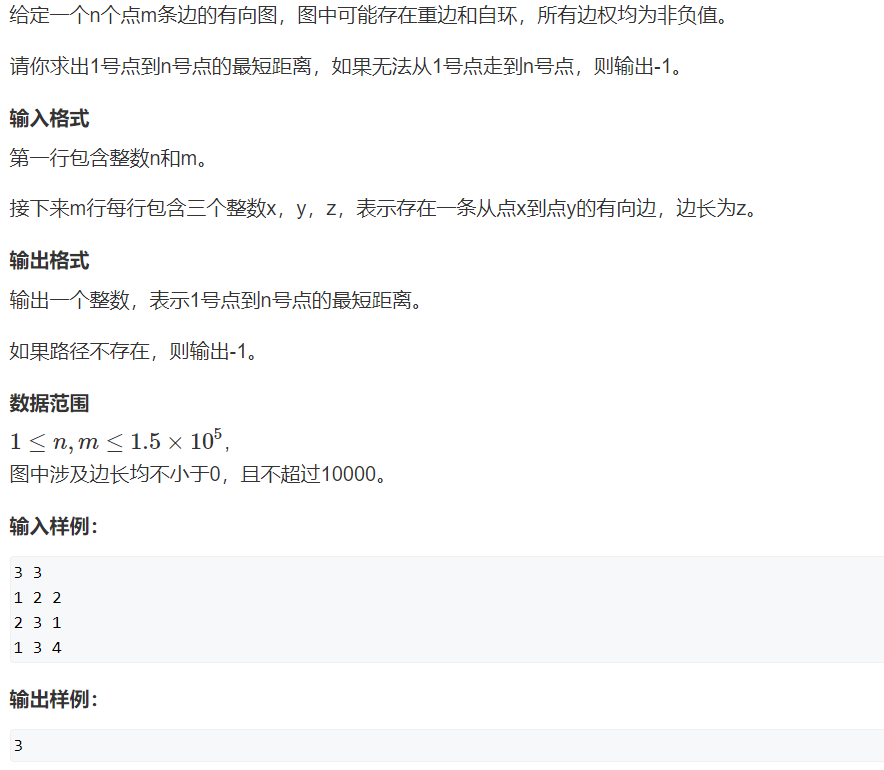 给定一个n个点m条边的有向图，图中可能存在重边和自环，所有边权均为非负值。
请你求出1号点到n号点的最短距离，如果无法从1号点走到n号点，则输出-1。
输入格式
第一行包含整数n和m。
接下来m行每行包含三个整数x，y，z，表示存在一条从点x到点y的有向边，边长为z。
输出格式
输出一个整数，表示1号点到n号点的最短距离。
如果路径不存在，则输出-1。
数据范围
1 ≤ n, m ≤ 1.5 × 10⁵,
图中涉及边长均不小于0，且不超过10000。
输入样例：
3 3
1 2 2
2 3 1
1 3 4
输出样例：
3